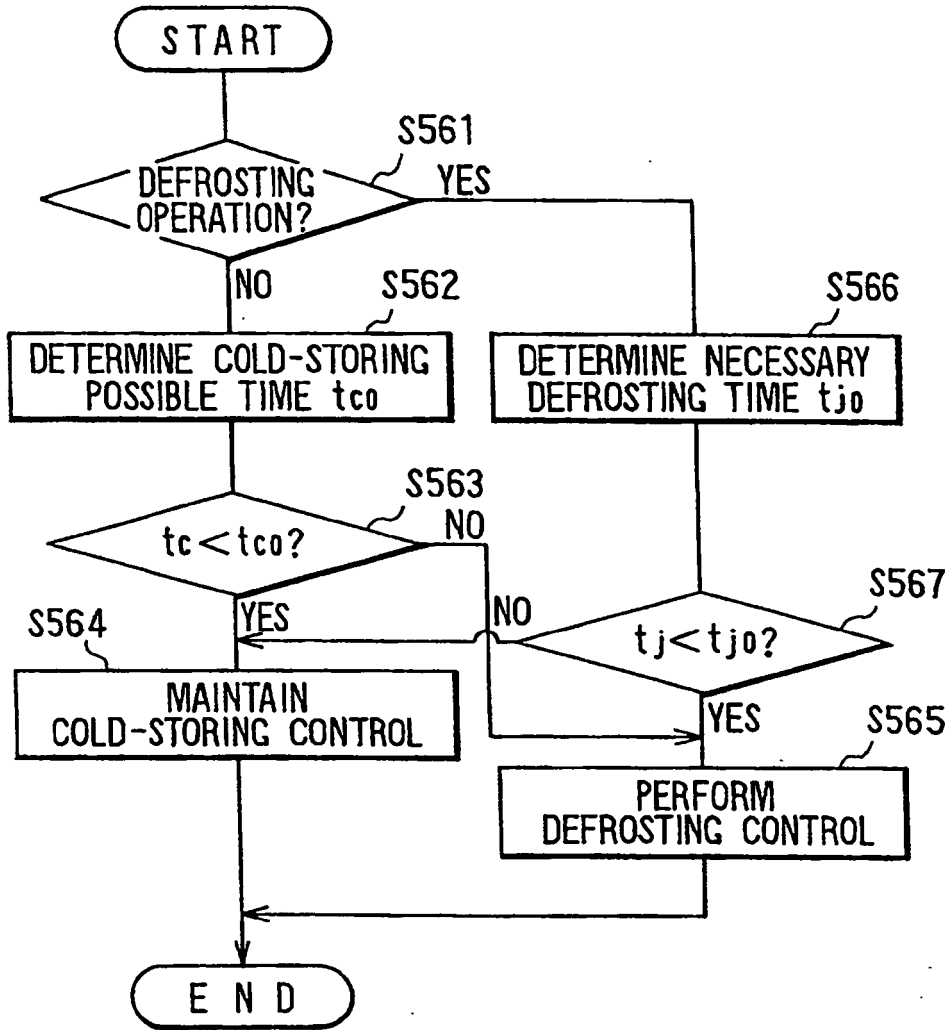 START
S561
DEFROSTING
OPERATION?
YES
NO
S562
DETERMINE COLD-STORING
POSSIBLE TIME tco
S566
DETERMINE NECESSARY
DEFROSTING TIME tjo
S563
tc<tco?
NO
YES
S567
tj<tjo?
NO
YES
S564
MAINTAIN
COLD-STORING CONTROL
S565
PERFORM
DEFROSTING CONTROL
END